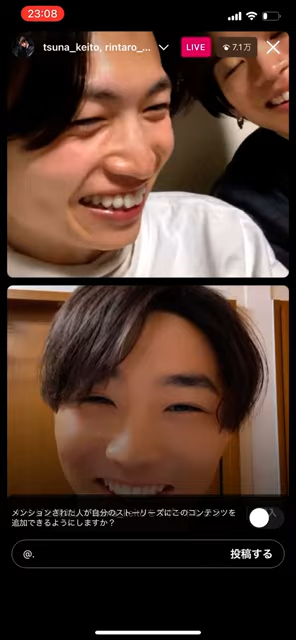 23:08
tsuna_keito, rintaro_...
LIVE
7.1万
メンションされた人が自分のストーリーズにこのコンテンツを
追加できるようにしますか？
@.
投稿する